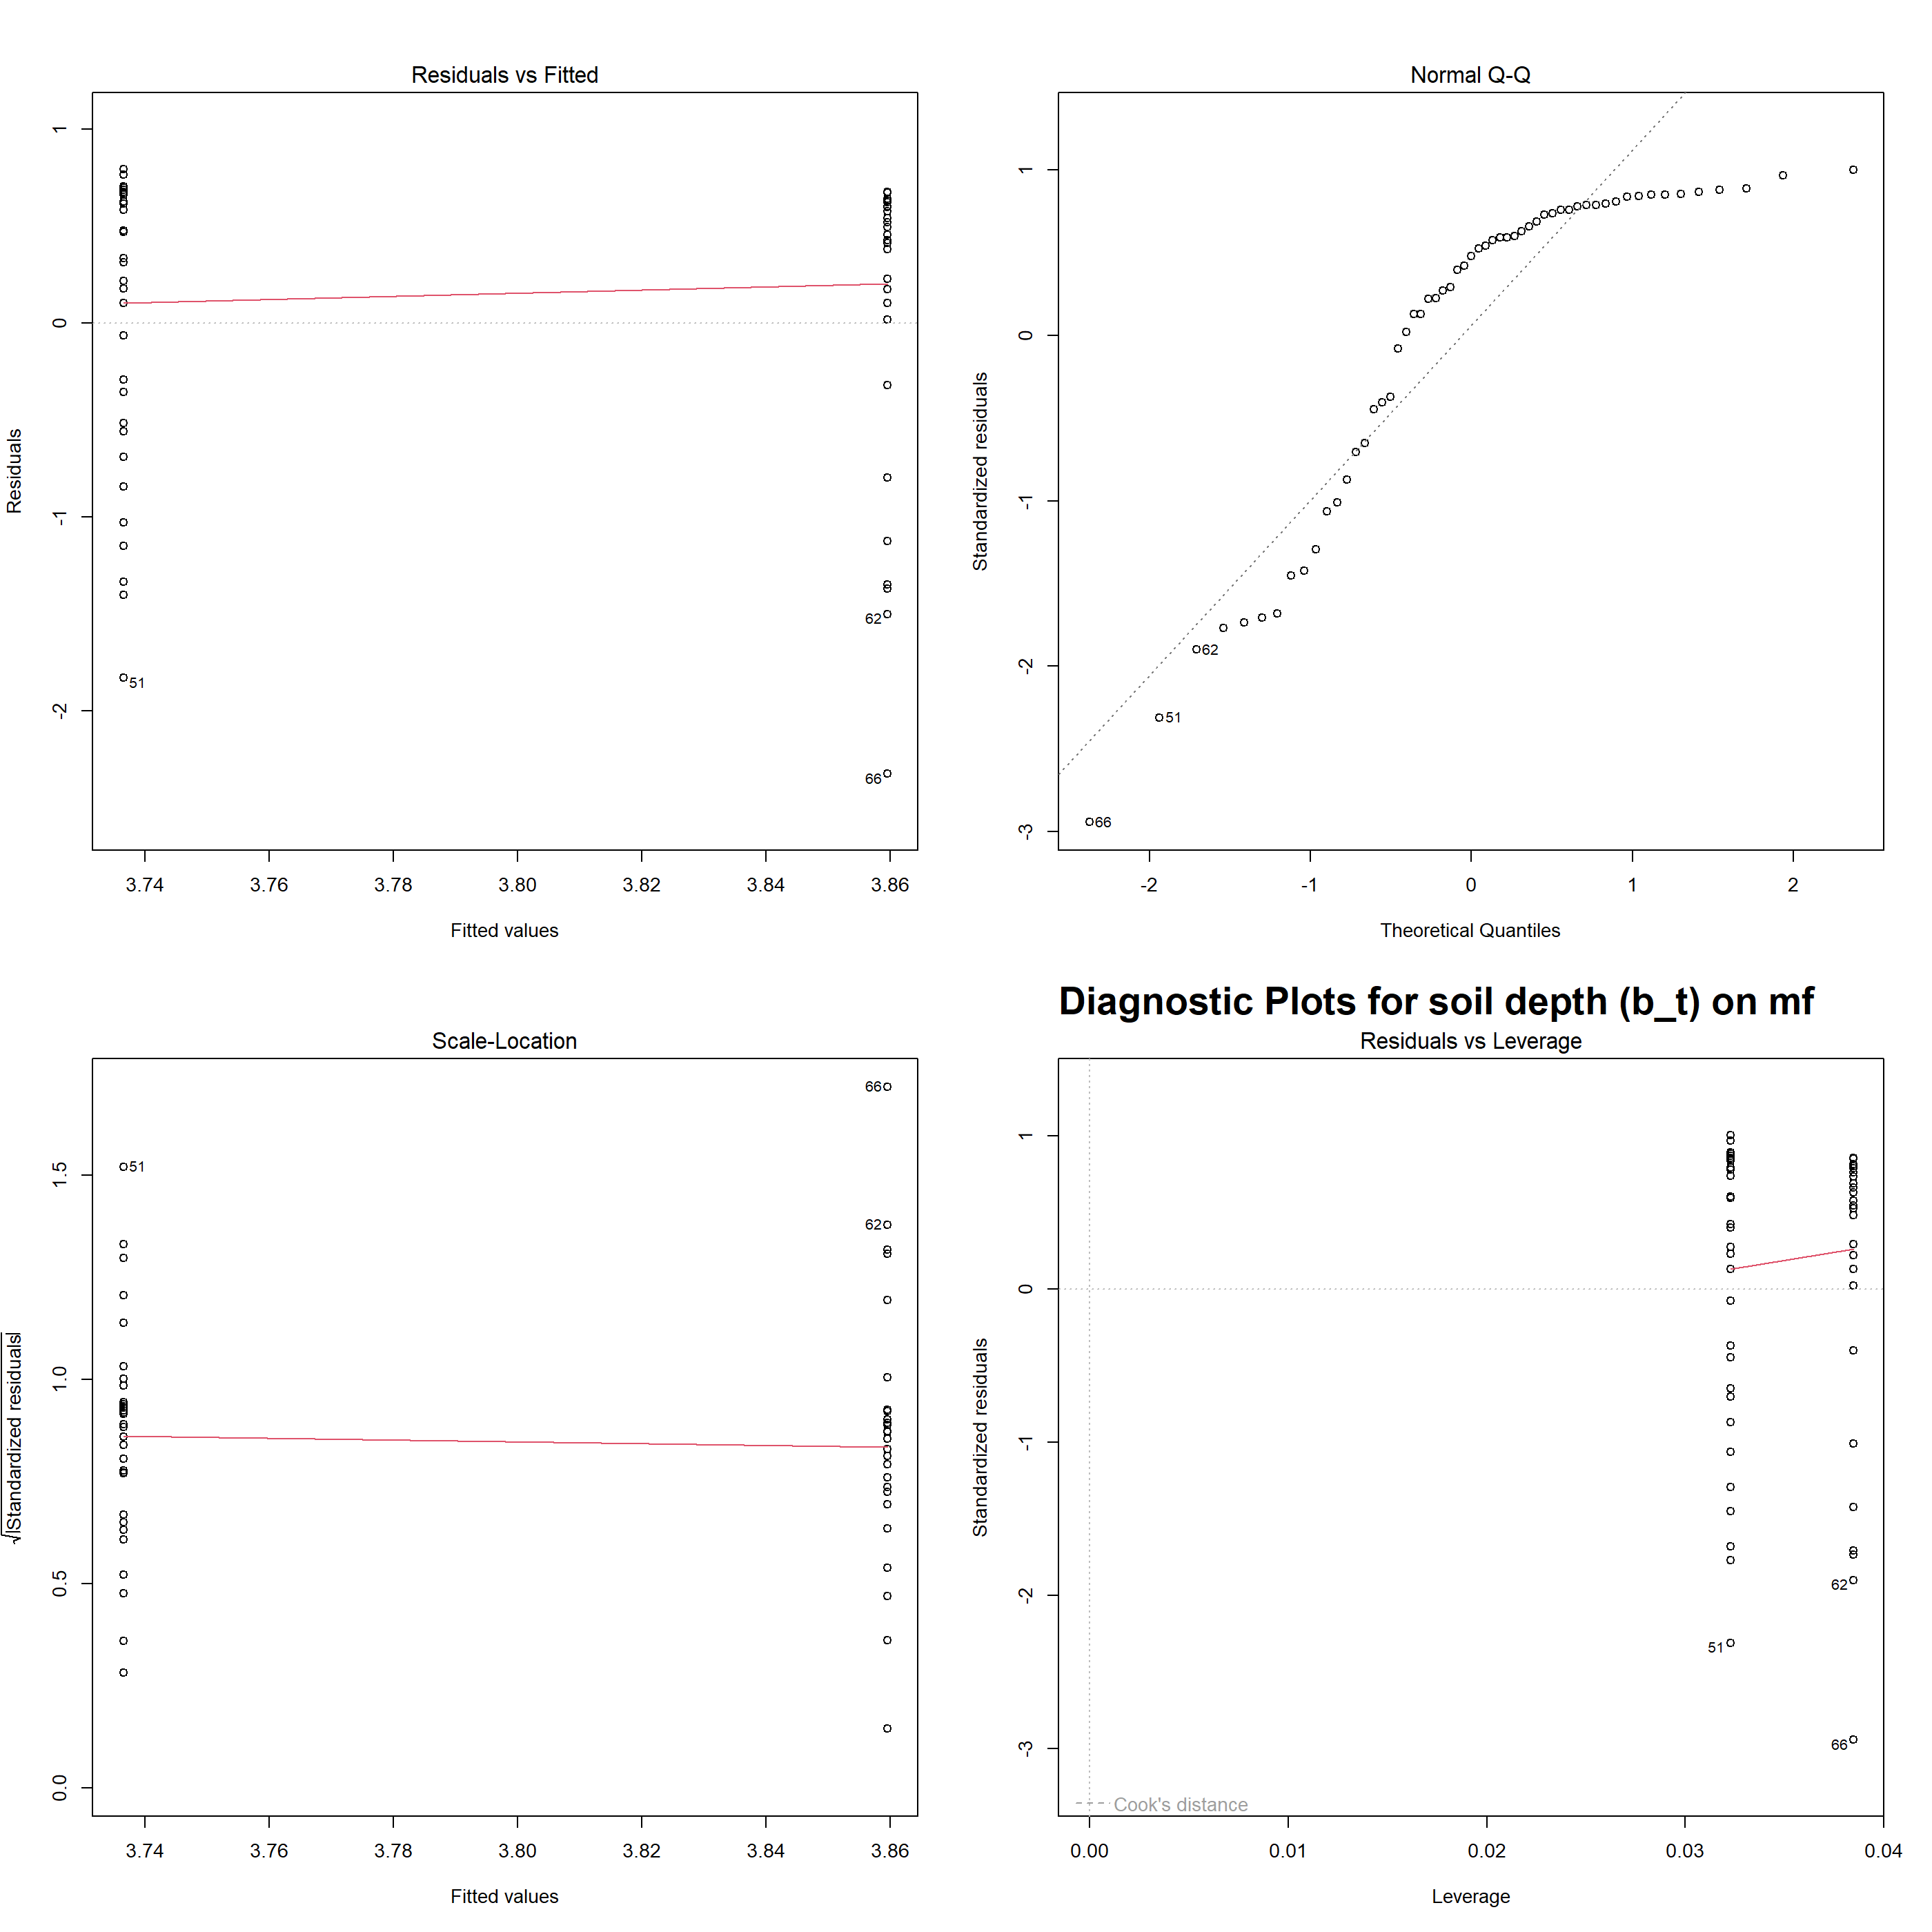 Residuals vs Fitted
Residuals
1
0
-1
-2
51
62
66
3.74 3.76 3.78 3.80 3.82 3.84 3.86
Fitted values
Normal Q-Q
Standardized residuals
1
0
-1
-2
-3
62
51
66
-2 -1 0 1 2
Theoretical Quantiles
Scale-Location
√|Standardized residuals|
1.5
1.0
0.5
0.0
66
51
62
3.74 3.76 3.78 3.80 3.82 3.84 3.86
Fitted values
Diagnostic Plots for soil depth (b_t) on mf
Residuals vs Leverage
Standardized residuals
1
0
-1
-2
-3
62
51
66
Cook's distance
0.00 0.01 0.02 0.03 0.04
Leverage